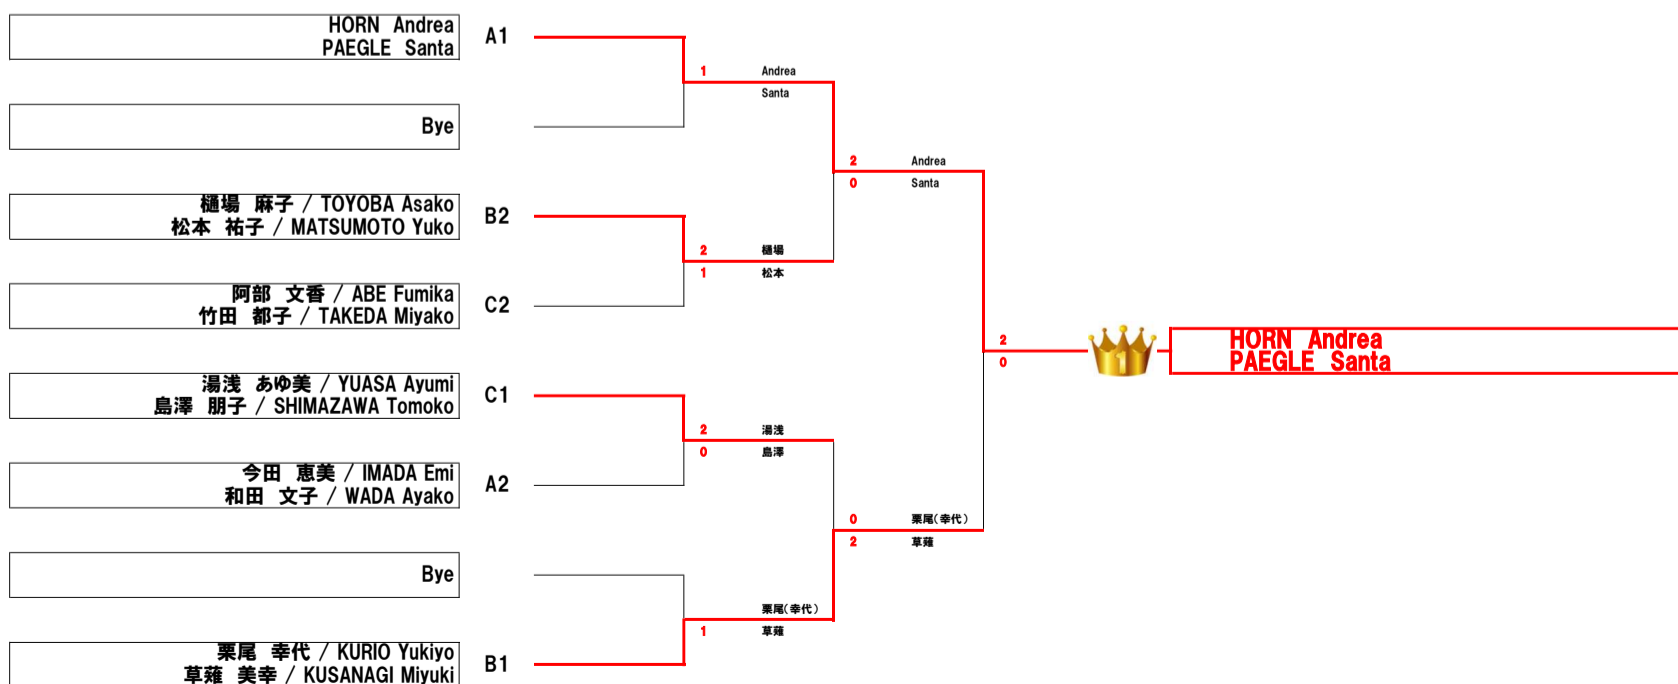 HORN Andrea
PAEGLE Santa
A1
1 Andrea
Santa
Bye
2 Andrea
0 Santa
樋場 麻子 / TOYOBA Asako
松本 祐子 / MATSUMOTO Yuko
B2
2 樋場
1 松本
阿部 文香 / ABE Fumika
竹田 都子 / TAKEDA Miyako
C2
2
0
1
HORN Andrea
PAEGLE Santa
湯浅 あゆ美 / YUASA Ayumi
島澤 朋子 / SHIMAZAWA Tomoko
C1
2 湯浅
0 島澤
今田 恵美 / IMADA Emi
和田 文子 / WADA Ayako
A2
0 栗尾(幸代)
2 草薙
Bye
栗尾(幸代)
1 草薙
栗尾 幸代 / KURIO Yukiyo
草薙 美幸 / KUSANAGI Miyuki
B1